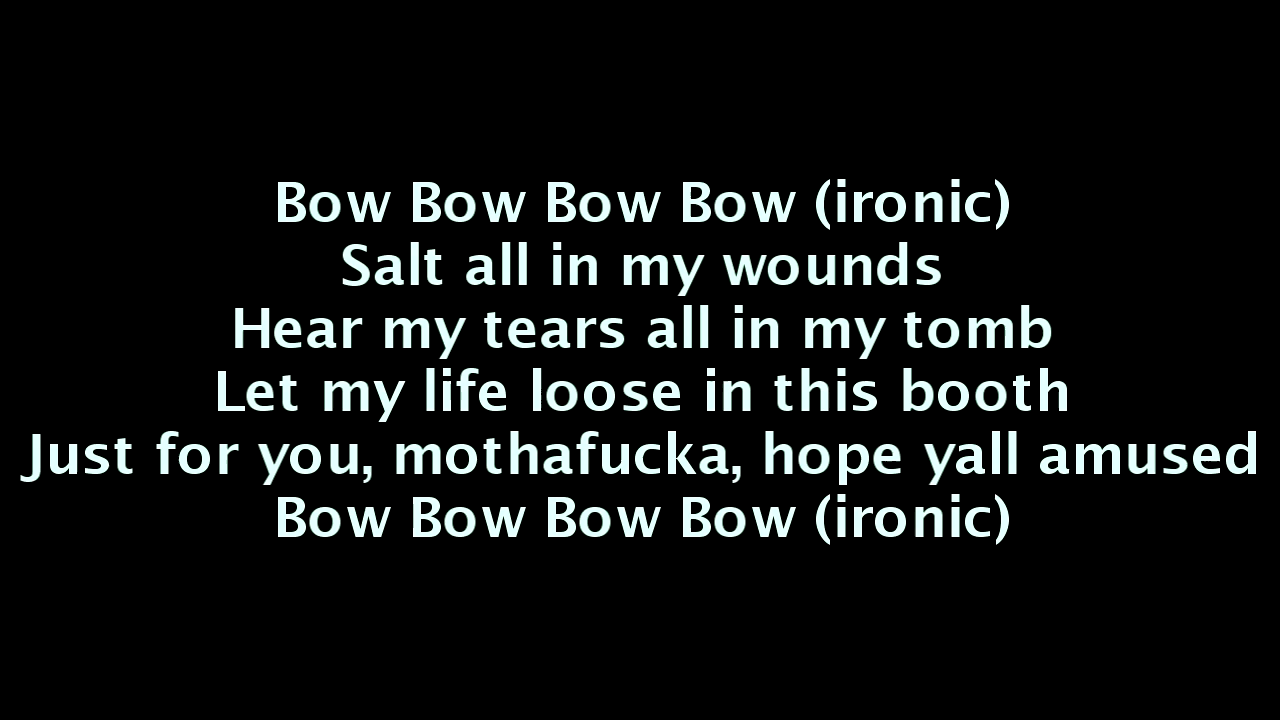 Bow Bow Bow Bow (ironic)
Salt all in my wounds
Hear my tears all in my tomb
Let my life loose in this booth
Just for you, mothafucka, hope yall amused
Bow Bow Bow Bow (ironic)